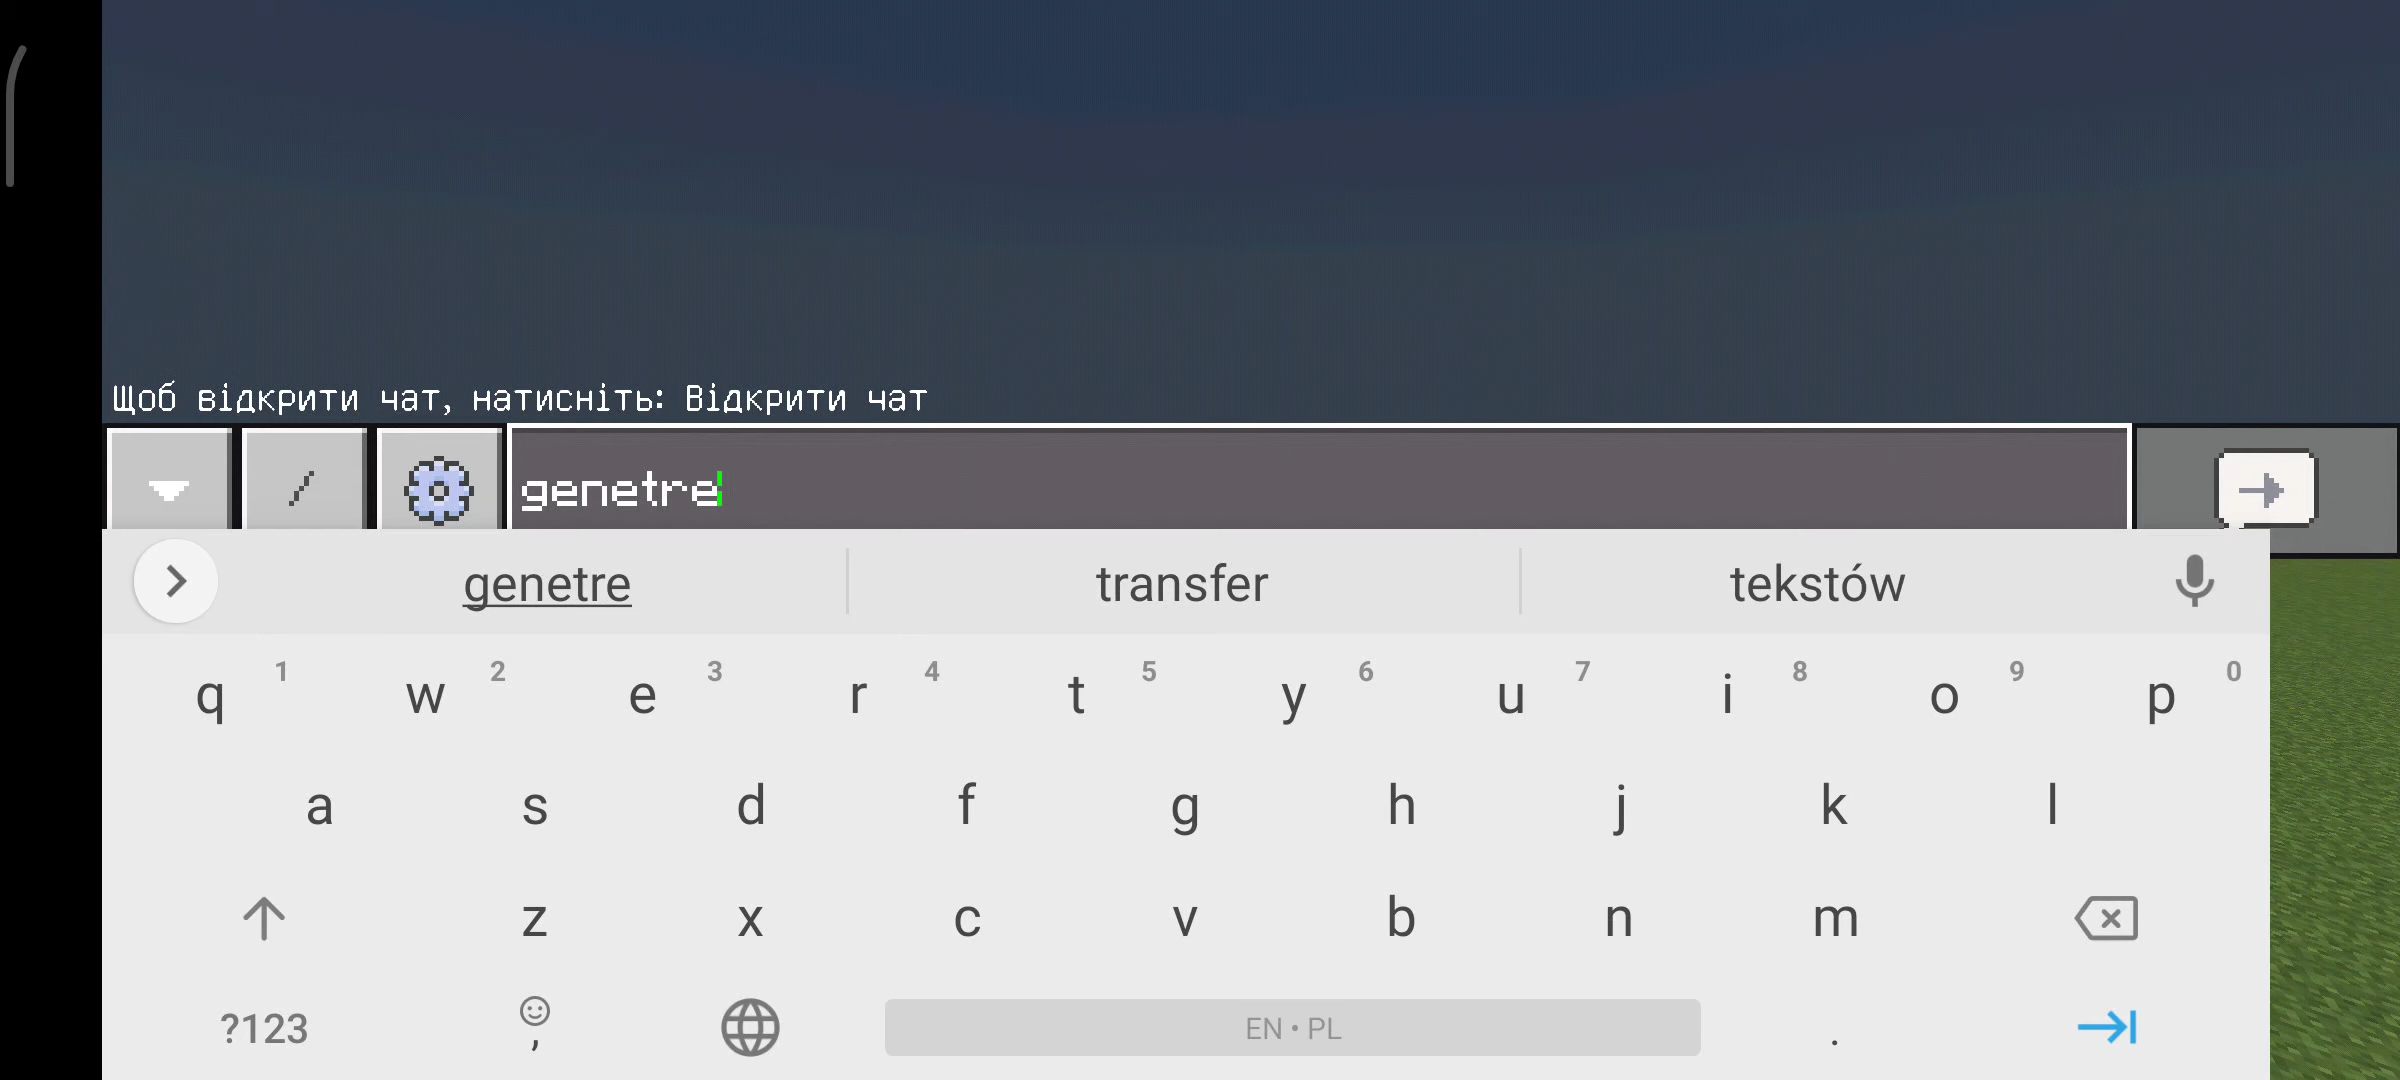 Щоб відкрити чат, натисніть: Відкрити чат
/ genetre
genetre transfer tekstów
q 1 w 2 e 3 r 4 t 5 y 6 u 7 i 8 o 9 p 0
a s d f g h j k l
z x c v b n m
?123 , EN • PL .